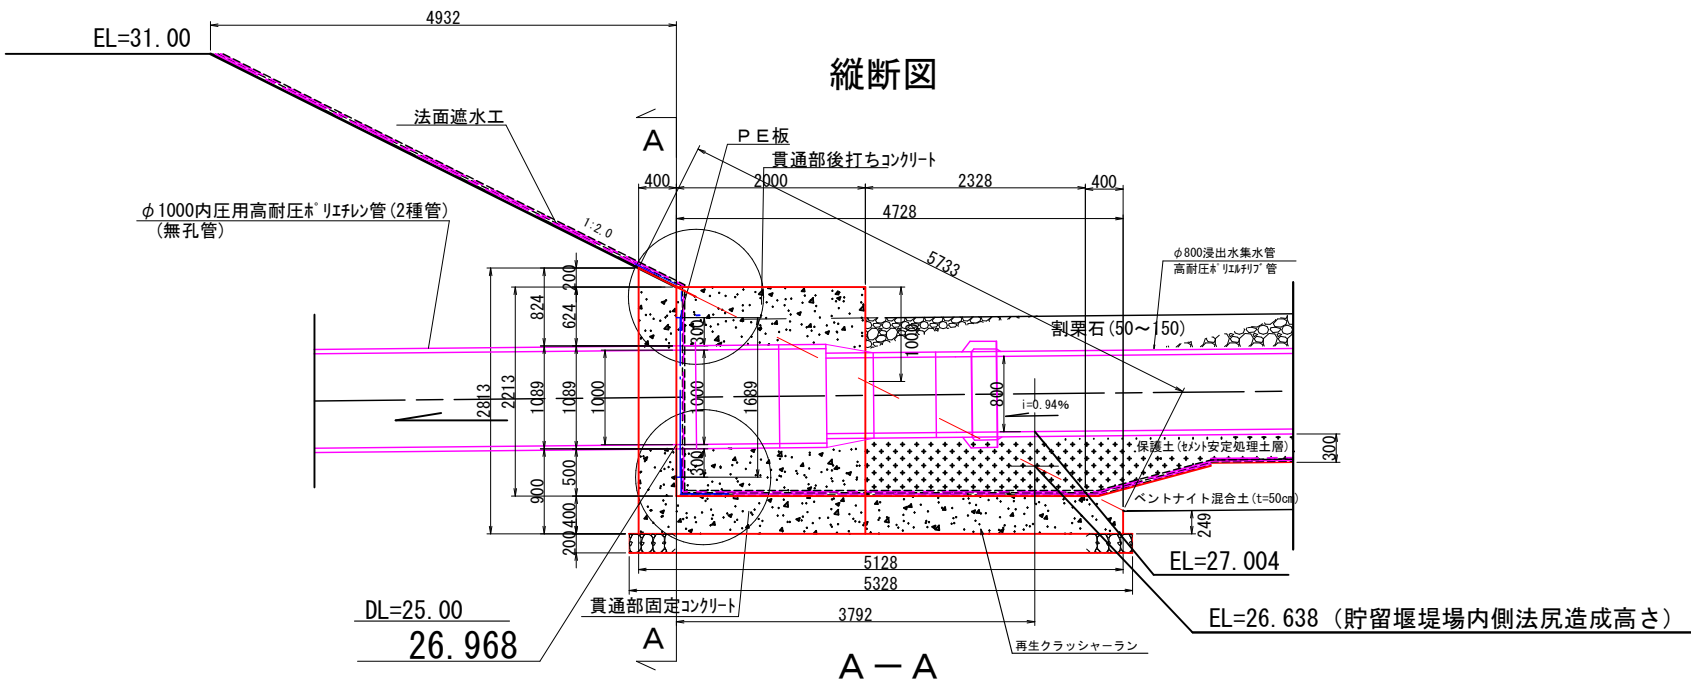 4932
EL=31.00
縦断図
法面遮水工
A
PE板
貫通部後打ちコンクリート
400
2000
2328
400
4728
φ1000内圧用高耐圧ポリエチレン管(2種管)
(無孔管)
1:2.0
5733
φ800浸出水集水管
高耐圧ポリエチリブ管
200
824
624
300
1000
割栗石(50～150)
2813
2213
1089
1089
1000
1000
1689
800
i=0.94%
保護土(セメント安定処理土層)
300
500
900
300
ベントナイト混合土(t=50cm)
400
200
249
5128
EL=27.004
5328
DL=25.00
貫通部固定コンクリート
3792
EL=26.638 (貯留堰堤場内側法尻造成高さ)
26.968
A
再生クラッシャーラン
A－A